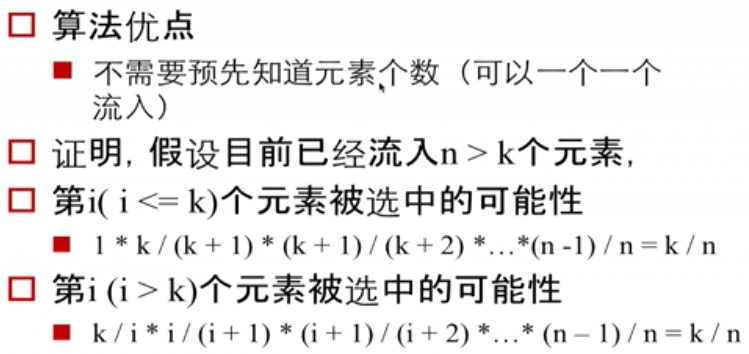 算法优点
不需要预先知道元素个数（可以一个一个
流入）
证明, 假设目前已经流入n > k个元素,
第i( i <= k)个元素被选中的可能性
1 * k / (k + 1) * (k + 1) / (k + 2) *…*(n -1) / n = k / n
第i (i > k)个元素被选中的可能性
k / i * i / (i + 1) * (i + 1) / (i + 2) *…* (n – 1) / n = k / n